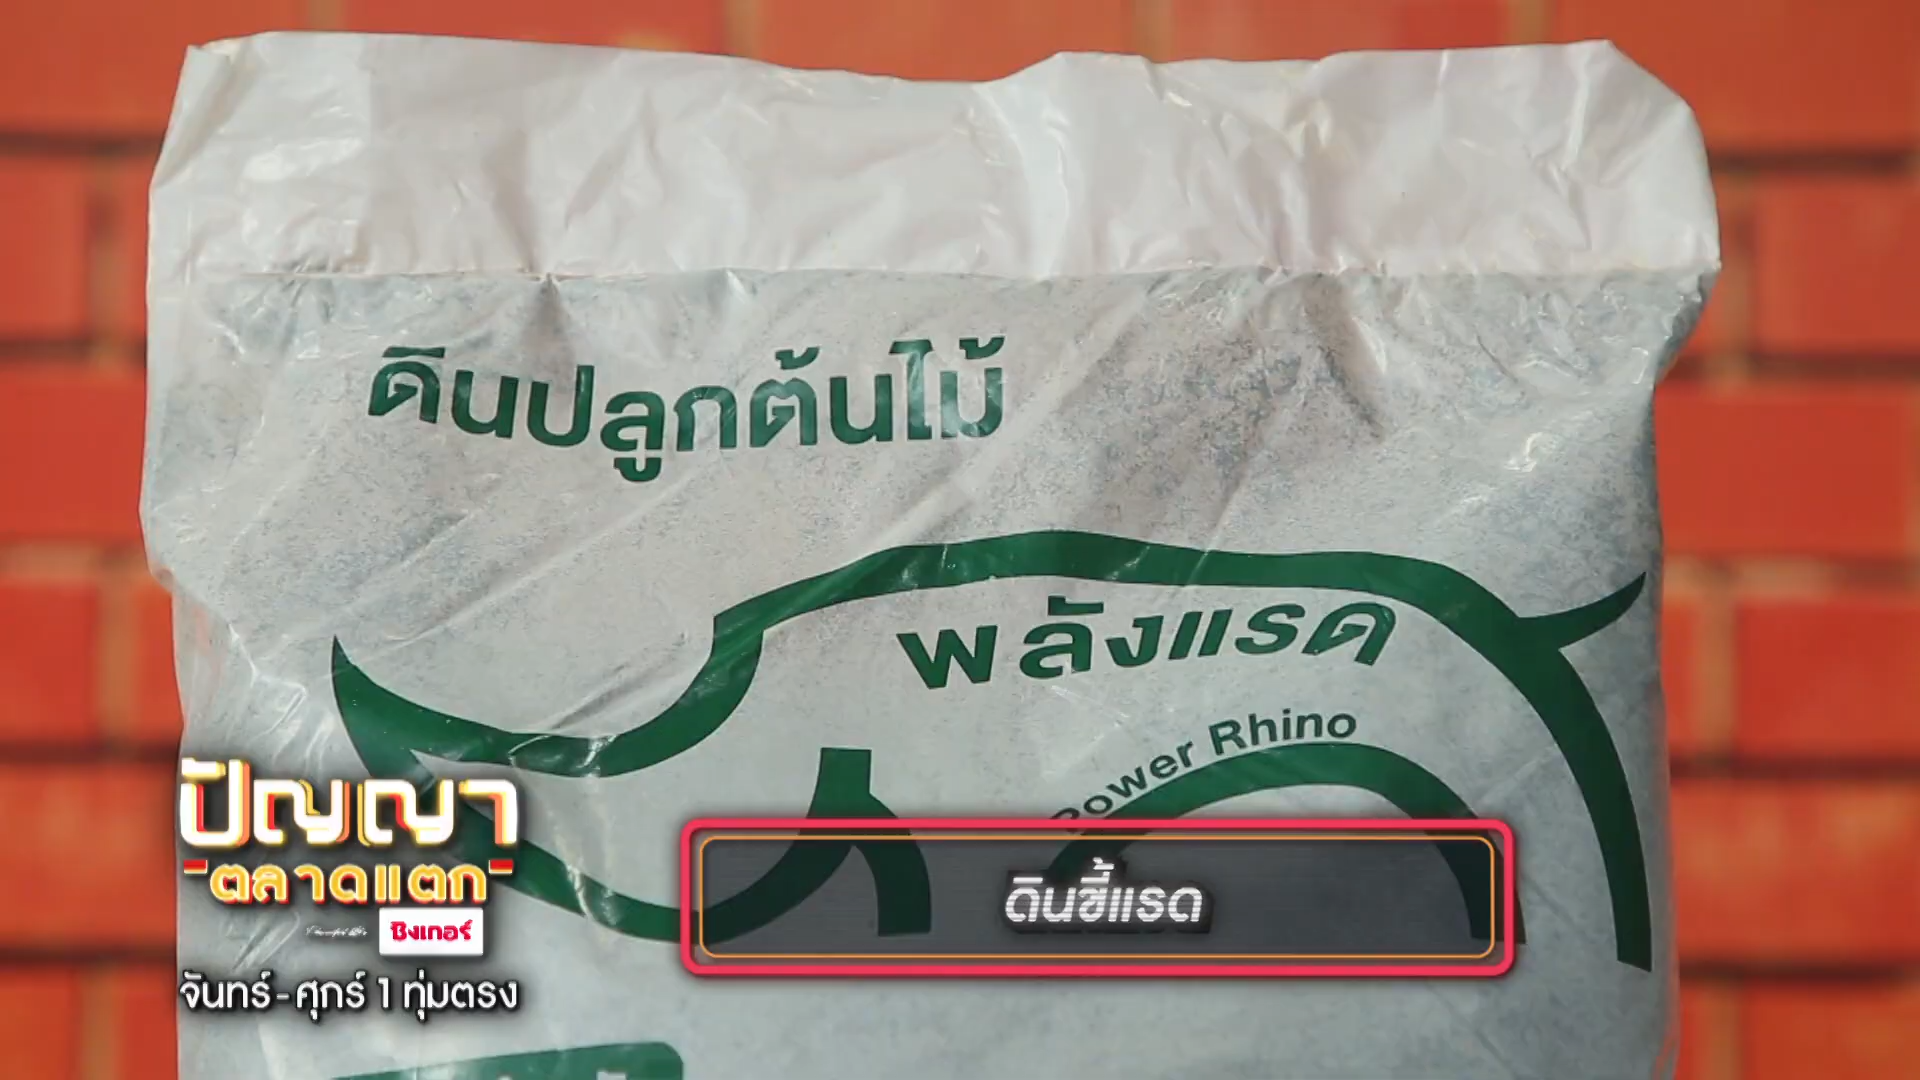 ดินปลูกต้นไม้
พลังแรด
Power Rhino
ปัญญา
"ตลาดแตก"
ซิงเกอร์
จันทร์ - ศุกร์ 1 ทุ่มตรง
ดินขี้แรด